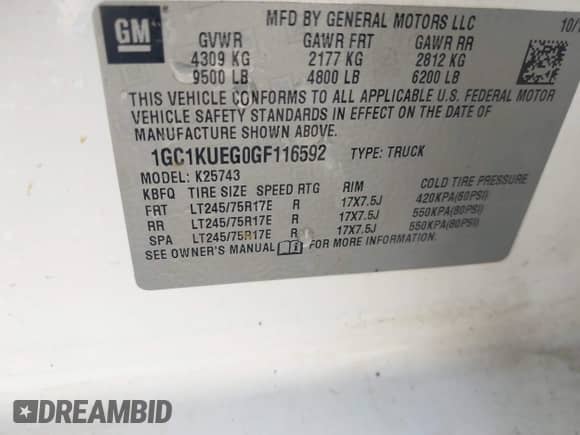 GM
MFD BY GENERAL MOTORS LLC 10/
GVWR GAWR FRT GAWR RR
4309 KG 2177 KG 2812 KG
9500 LB 4800 LB 6200 LB
THIS VEHICLE CONFORMS TO ALL APPLICABLE U.S. FEDERAL MOTOR
VEHICLE SAFETY STANDARDS IN EFFECT ON THE DATE OF
MANUFACTURE SHOWN ABOVE.
1GC1KUEG0GF116592 TYPE: TRUCK
MODEL: K25743
KBFQ TIRE SIZE SPEED RTG RIM COLD TIRE PRESSURE
FRT LT245/75R17E R 17X7.5J 420KPA(60PSI)
RR LT245/75R17E R 17X7.5J 550KPA(80PSI)
SPA LT245/75R17E R 17X7.5J 550KPA(80PSI)
SEE OWNER'S MANUAL FOR MORE INFORMATION.
DREAMBID
DREAMBID.COM